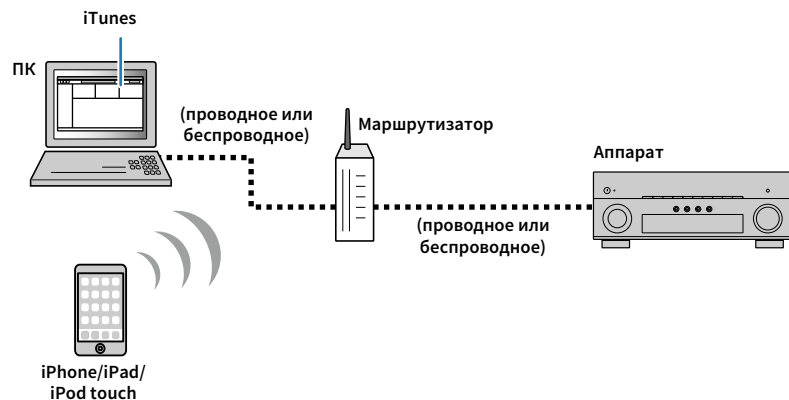 iTunes
ПК
(проводное или
беспроводное)
Маршрутизатор
Аппарат
(проводное или
беспроводное)
iPhone/iPad/
iPod touch